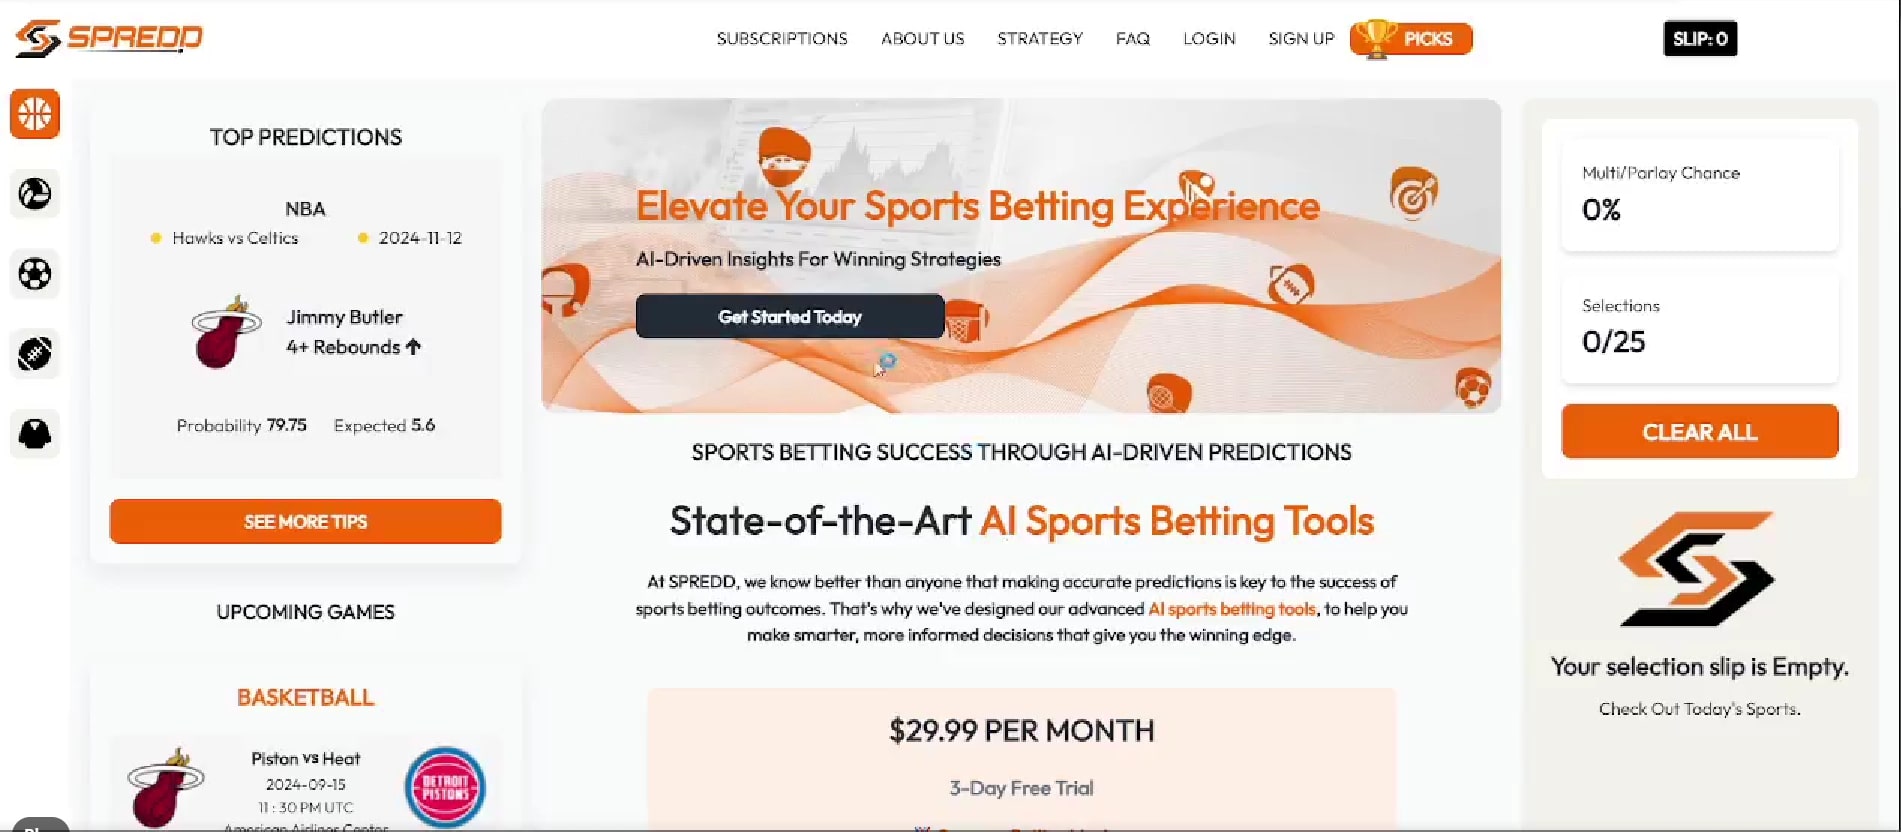 SPREDD
SUBSCRIPTIONS ABOUT US STRATEGY FAQ LOGIN SIGN UP PICKS SLIP: 0
TOP PREDICTIONS
NBA
Hawks vs Celtics 2024-11-12
Jimmy Butler
4+ Rebounds ↑
Probability 79.75 Expected 5.6
SEE MORE TIPS
UPCOMING GAMES
BASKETBALL
Piston vs Heat
2024-09-15
11 : 30 PM UTC
American Airlines Center
DETROIT
PISTONS
Elevate Your Sports Betting Experience
AI-Driven Insights For Winning Strategies
Get Started Today
SPORTS BETTING SUCCESS THROUGH AI-DRIVEN PREDICTIONS
State-of-the-Art AI Sports Betting Tools
At SPREDD, we know better than anyone that making accurate predictions is key to the success of
sports betting outcomes. That's why we've designed our advanced AI sports betting tools, to help you
make smarter, more informed decisions that give you the winning edge.
$29.99 PER MONTH
3-Day Free Trial
Multi/Parlay Chance
0%
Selections
0/25
CLEAR ALL
Your selection slip is Empty.
Check Out Today's Sports.